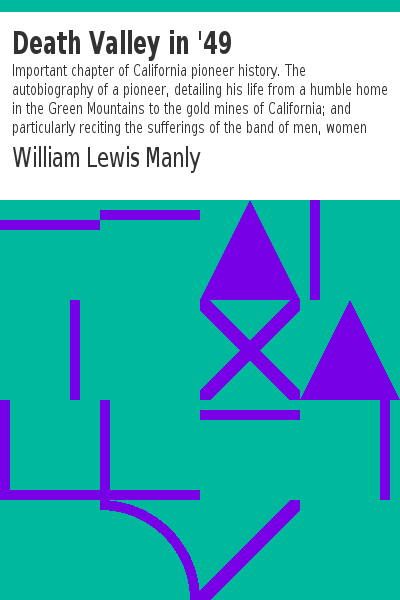 Death Valley in '49
Important chapter of California pioneer history. The
autobiography of a pioneer, detailing his life from a humble home
in the Green Mountains to the gold mines of California; and
particularly reciting the sufferings of the band of men, women
William Lewis Manly